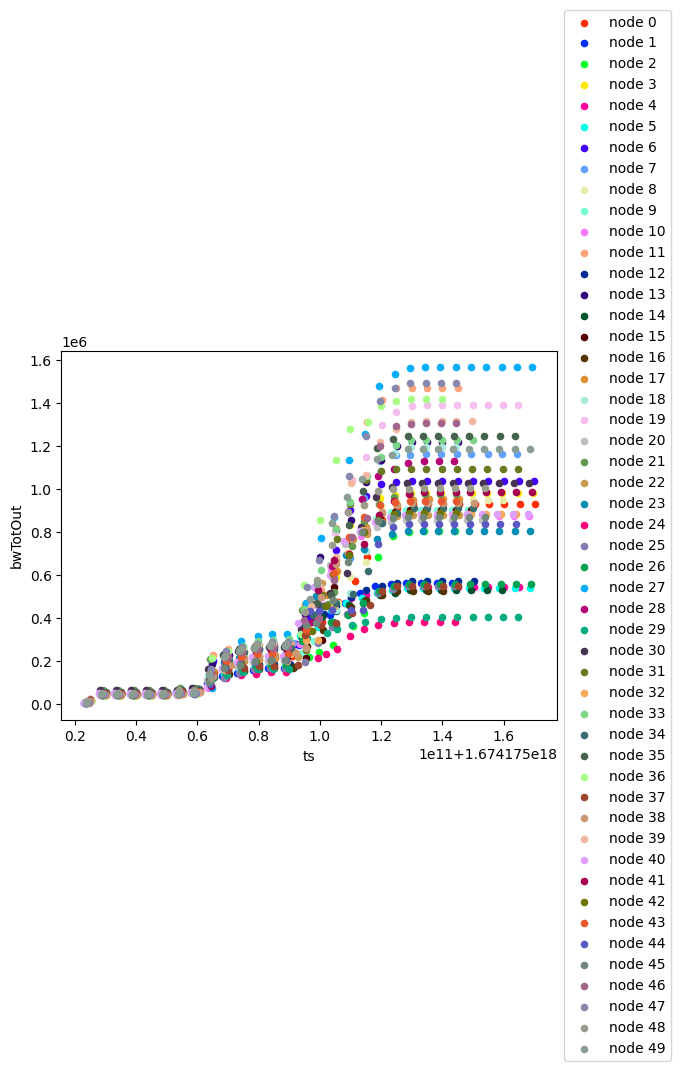 node 0
node 1
node 2
node 3
node 4
node 5
node 6
node 7
node 8
node 9
node 10
node 11
node 12
node 13
node 14
node 15
node 16
node 17
node 18
node 19
node 20
node 21
node 22
node 23
node 24
node 25
node 26
node 27
node 28
node 29
node 30
node 31
node 32
node 33
node 34
node 35
node 36
node 37
node 38
node 39
node 40
node 41
node 42
node 43
node 44
node 45
node 46
node 47
node 48
node 49
1e6
1.6
1.4
1.2
1.0
0.8
0.6
0.4
0.2
0.0
bwTotOut
0.2 0.4 0.6 0.8 1.0 1.2 1.4 1.6
ts
1e11+1.674175e18